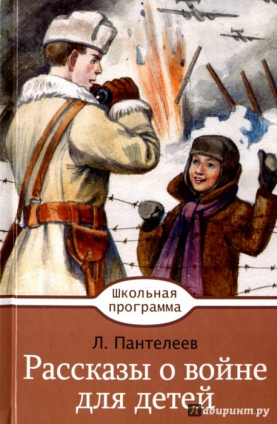 Школьная
программа
Л. Пантелеев
Рассказы о войне
для детей
Лабиринт.ру